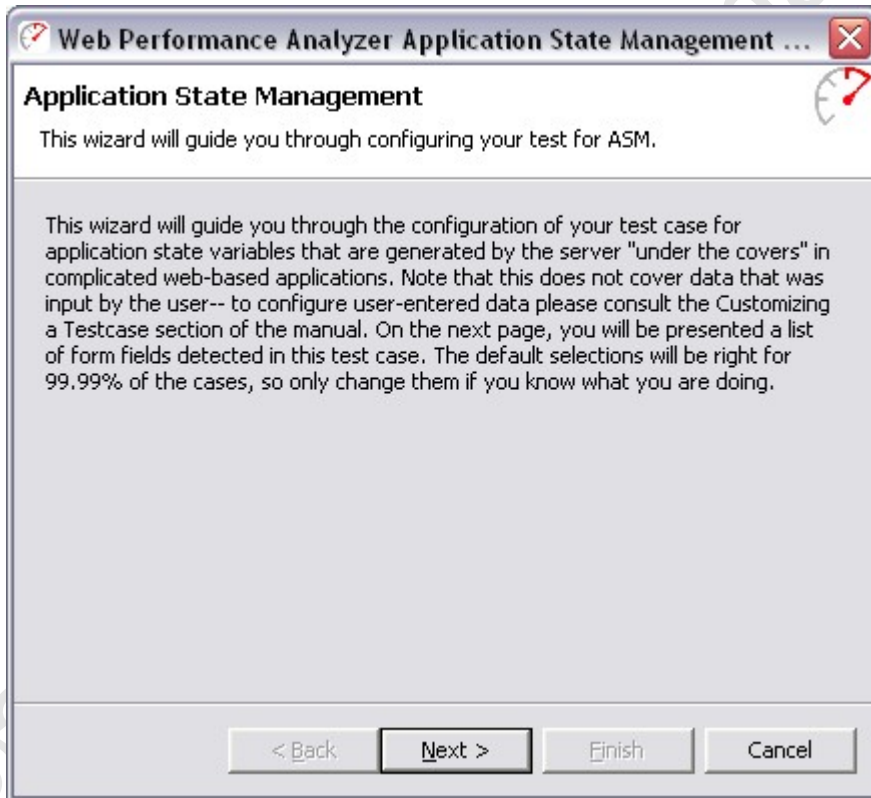 Web Performance Analyzer Application State Management ...
Application State Management
This wizard will guide you through configuring your test for ASM.
This wizard will guide you through the configuration of your test case for
application state variables that are generated by the server "under the covers" in
complicated web-based applications. Note that this does not cover data that was
input by the user-- to configure user-entered data please consult the Customizing
a Testcase section of the manual. On the next page, you will be presented a list
of form fields detected in this test case. The default selections will be right for
99.99% of the cases, so only change them if you know what you are doing.
< Back
Next >
Finish
Cancel